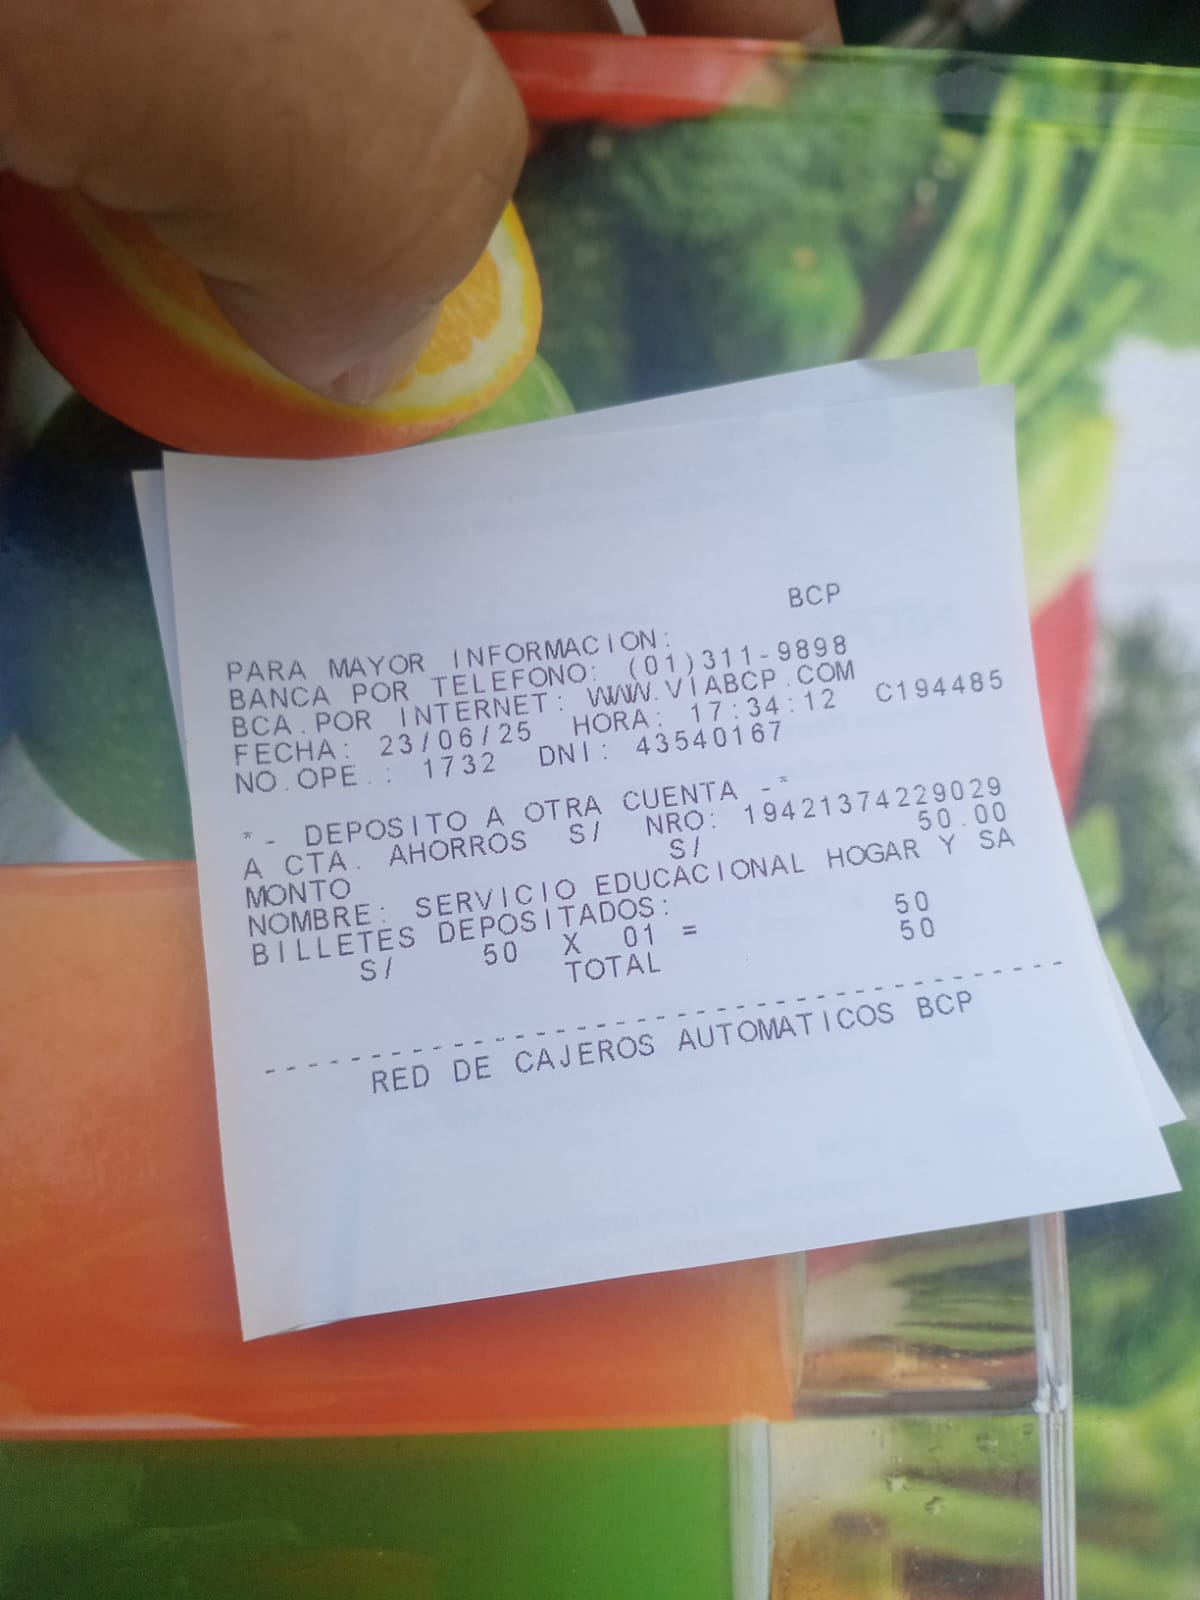 BCP
PARA MAYOR INFORMACION:
BANCA POR TELEFONO: (01)311-9898
BCA.POR INTERNET: WWW.VIABCP.COM
FECHA: 23/06/25 HORA: 17:34:12 C194485
NO.OPE.: 1732 DNI: 43540167
*- DEPOSITO A OTRA CUENTA -*
A CTA. AHORROS S/ NRO: 19421374229029
MONTO S/ 50.00
NOMBRE: SERVICIO EDUCACIONAL HOGAR Y SA
BILLETES DEPOSITADOS:
S/ 50 X 01 = 50
TOTAL 50
--------------------------------------
RED DE CAJEROS AUTOMATICOS BCP